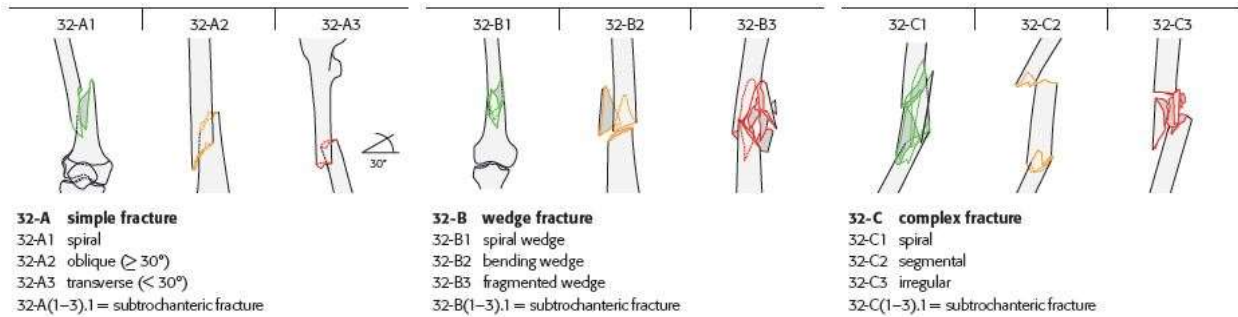 32-A1 32-A2 32-A3
32-B1 32-B2 32-B3
32-C1 32-C2 32-C3
30°
32-A simple fracture
32-A1 spiral
32-A2 oblique (≥ 30°)
32-A3 transverse (< 30°)
32-A(1–3).1 = subtrochanteric fracture
32-B wedge fracture
32-B1 spiral wedge
32-B2 bending wedge
32-B3 fragmented wedge
32-B(1–3).1 = subtrochanteric fracture
32-C complex fracture
32-C1 spiral
32-C2 segmental
32-C3 irregular
32-C(1–3).1 = subtrochanteric fracture